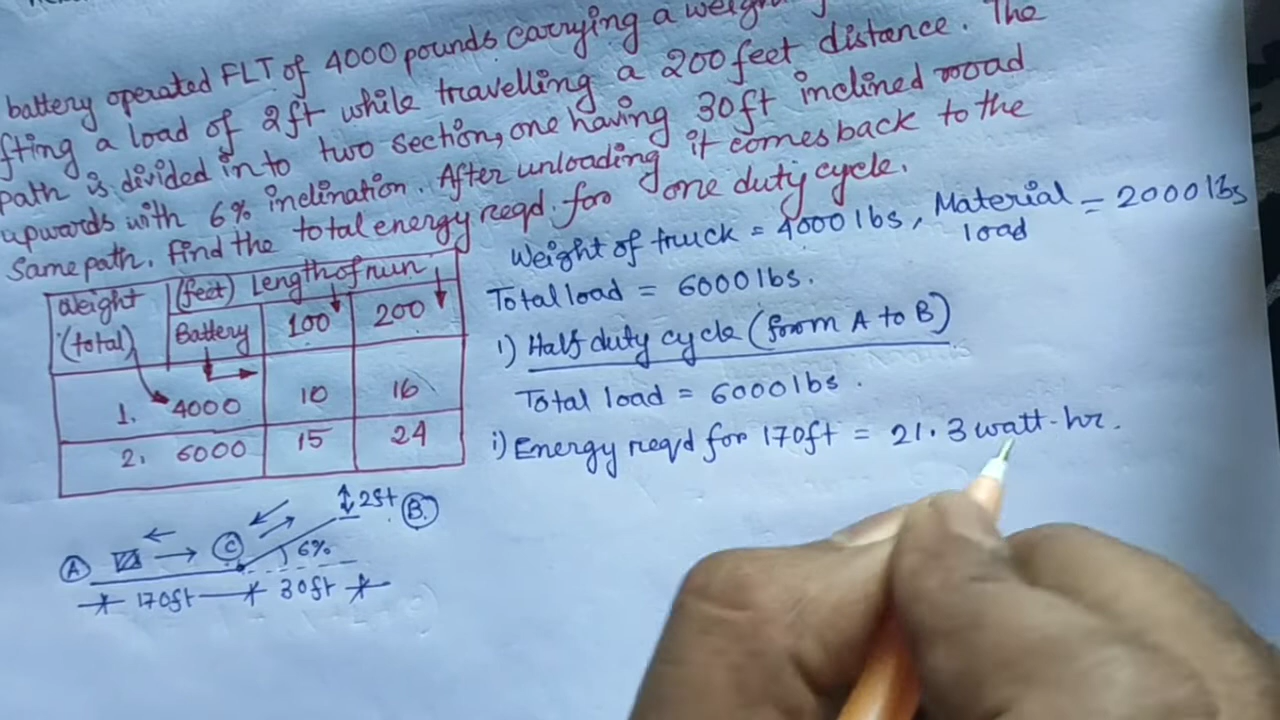 battery operated FLT of 4000 pounds carrying a
fting a load of 2ft while travelling a 200 feet distance. The
path is divided in to two section, one having 30ft inclined road
upwards with 6% inclination. After unloading it comes back to the
same path. Find the total energy reqd. for one duty cycle.
Weight (total)
(feet) Length of run
Battery 100 200
1. 4000 10 16
2. 6000 15 24
A C 6% 2ft B
170ft 30ft
Weight of truck = 4000 lbs, Material load = 2000 lbs
Total load = 6000 lbs.
1) Half duty cycle (from A to B)
Total load = 6000 lbs.
i) Energy reqd for 170ft = 21.3 watt-hr.